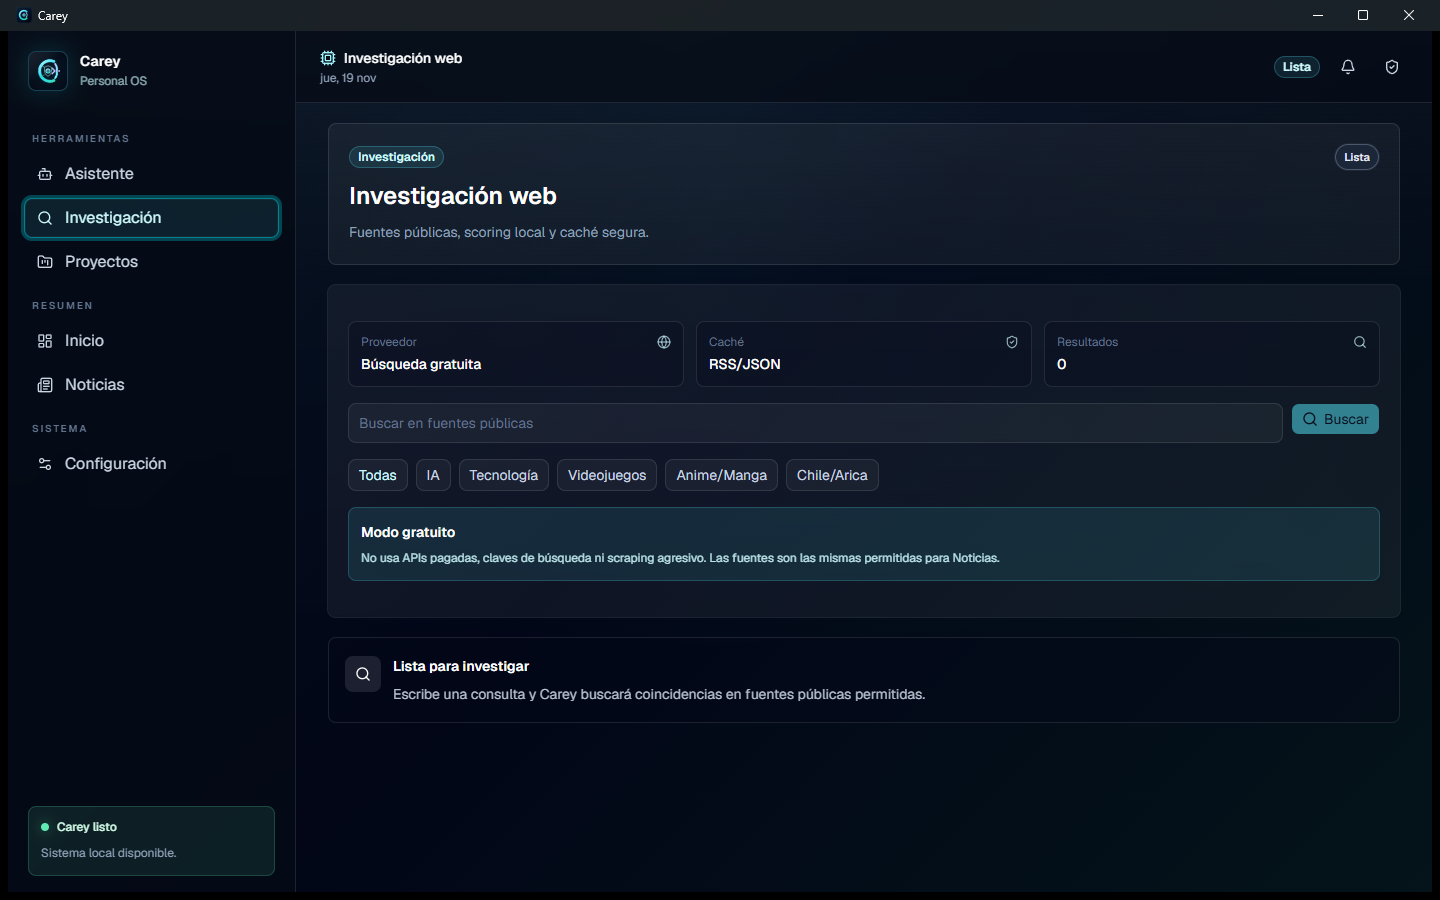 Carey
Carey
Personal OS
HERRAMIENTAS
Asistente
Investigación
Proyectos
RESUMEN
Inicio
Noticias
SISTEMA
Configuración
Carey listo
Sistema local disponible.
Investigación web
jue, 19 nov
Lista
Investigación
Lista
Investigación web
Fuentes públicas, scoring local y caché segura.
Proveedor
Búsqueda gratuita
Caché
RSS/JSON
Resultados
0
Buscar en fuentes públicas
Buscar
Todas
IA
Tecnología
Videojuegos
Anime/Manga
Chile/Arica
Modo gratuito
No usa APIs pagadas, claves de búsqueda ni scraping agresivo. Las fuentes son las mismas permitidas para Noticias.
Lista para investigar
Escribe una consulta y Carey buscará coincidencias en fuentes públicas permitidas.